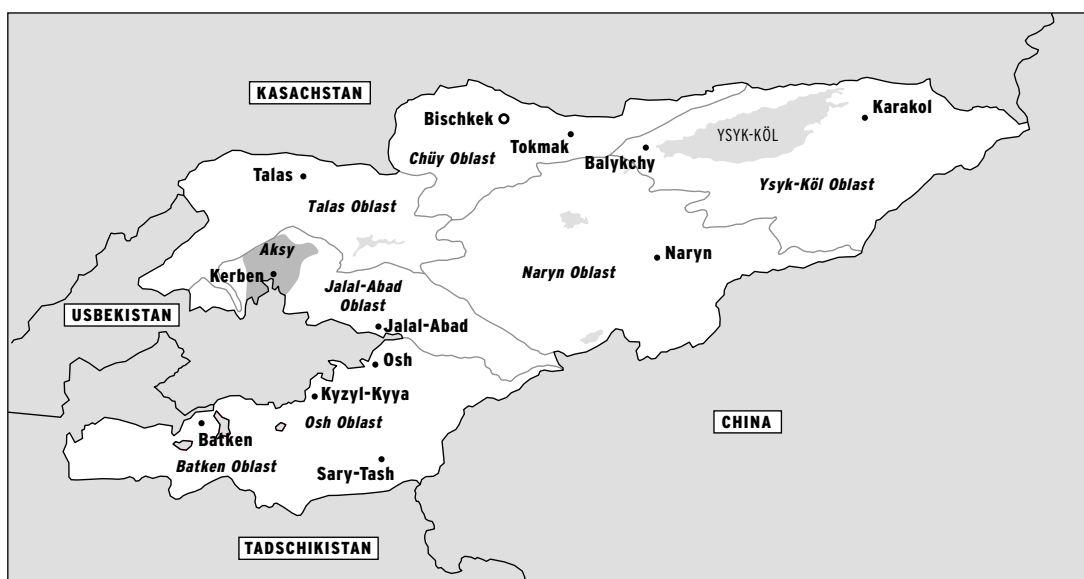 KASACHSTAN
Bischkek
Karakol
Tokmak
YSYK-KÖL
Chüy Oblast
Balykchy
Talas
Ysyk-Köl Oblast
Talas Oblast
Aksy
Naryn
Kerben
Naryn Oblast
Jalal-Abad
Oblast
USBEKISTAN
Jalal-Abad
Osh
Kyzyl-Kyya
Osh Oblast
CHINA
Batken
Batken Oblast
Sary-Tash
TADSCHIKISTAN